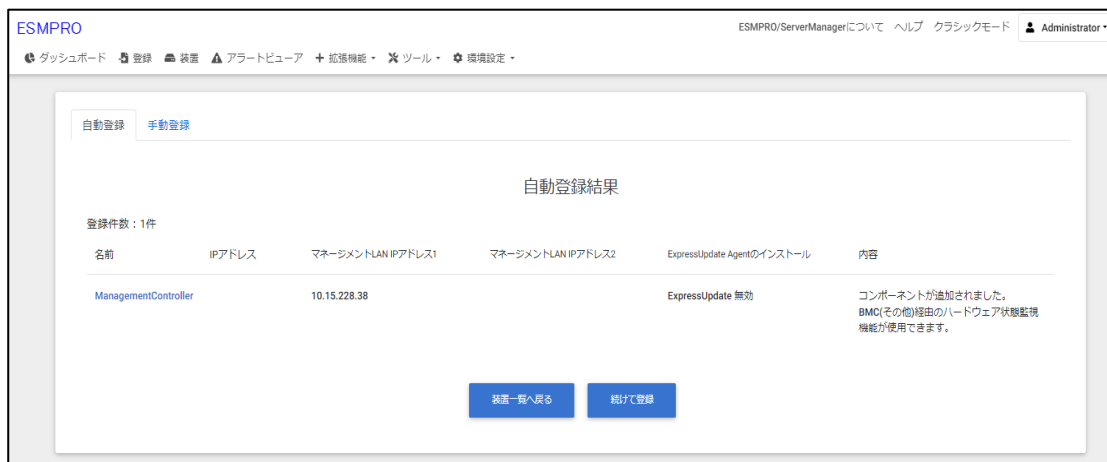 ESMPRO
ESMPRO/ServerManagerについて ヘルプ クラシックモード Administrator
ダッシュボード 登録 装置 アラートビューア 拡張機能 ツール 環境設定
自動登録 手動登録
自動登録結果
登録件数：1件
名前 IPアドレス マネージメントLAN IPアドレス1 マネージメントLAN IPアドレス2 ExpressUpdate Agentのインストール 内容
ManagementController 10.15.228.38 ExpressUpdate 無効 コンポーネントが追加されました。
BMC(その他)経由のハードウェア状態監視
機能が使用できます。
装置一覧へ戻る 続けて登録